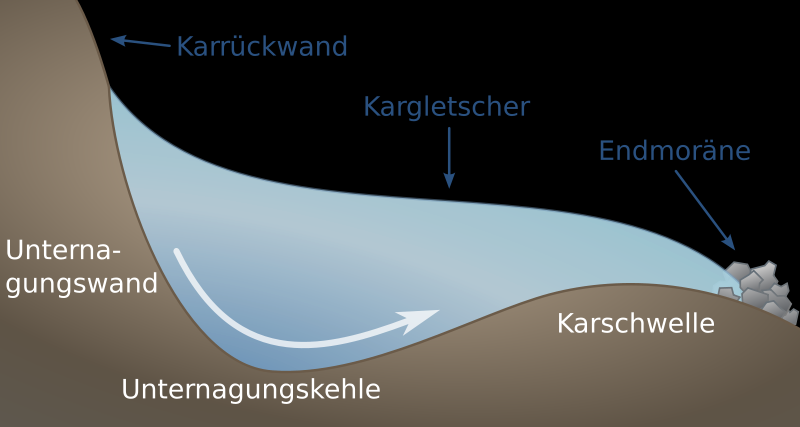 Karrückwand
Kargletscher
Endmoräne
Unterna-
gungswand
Karschwelle
Unternagungskehle